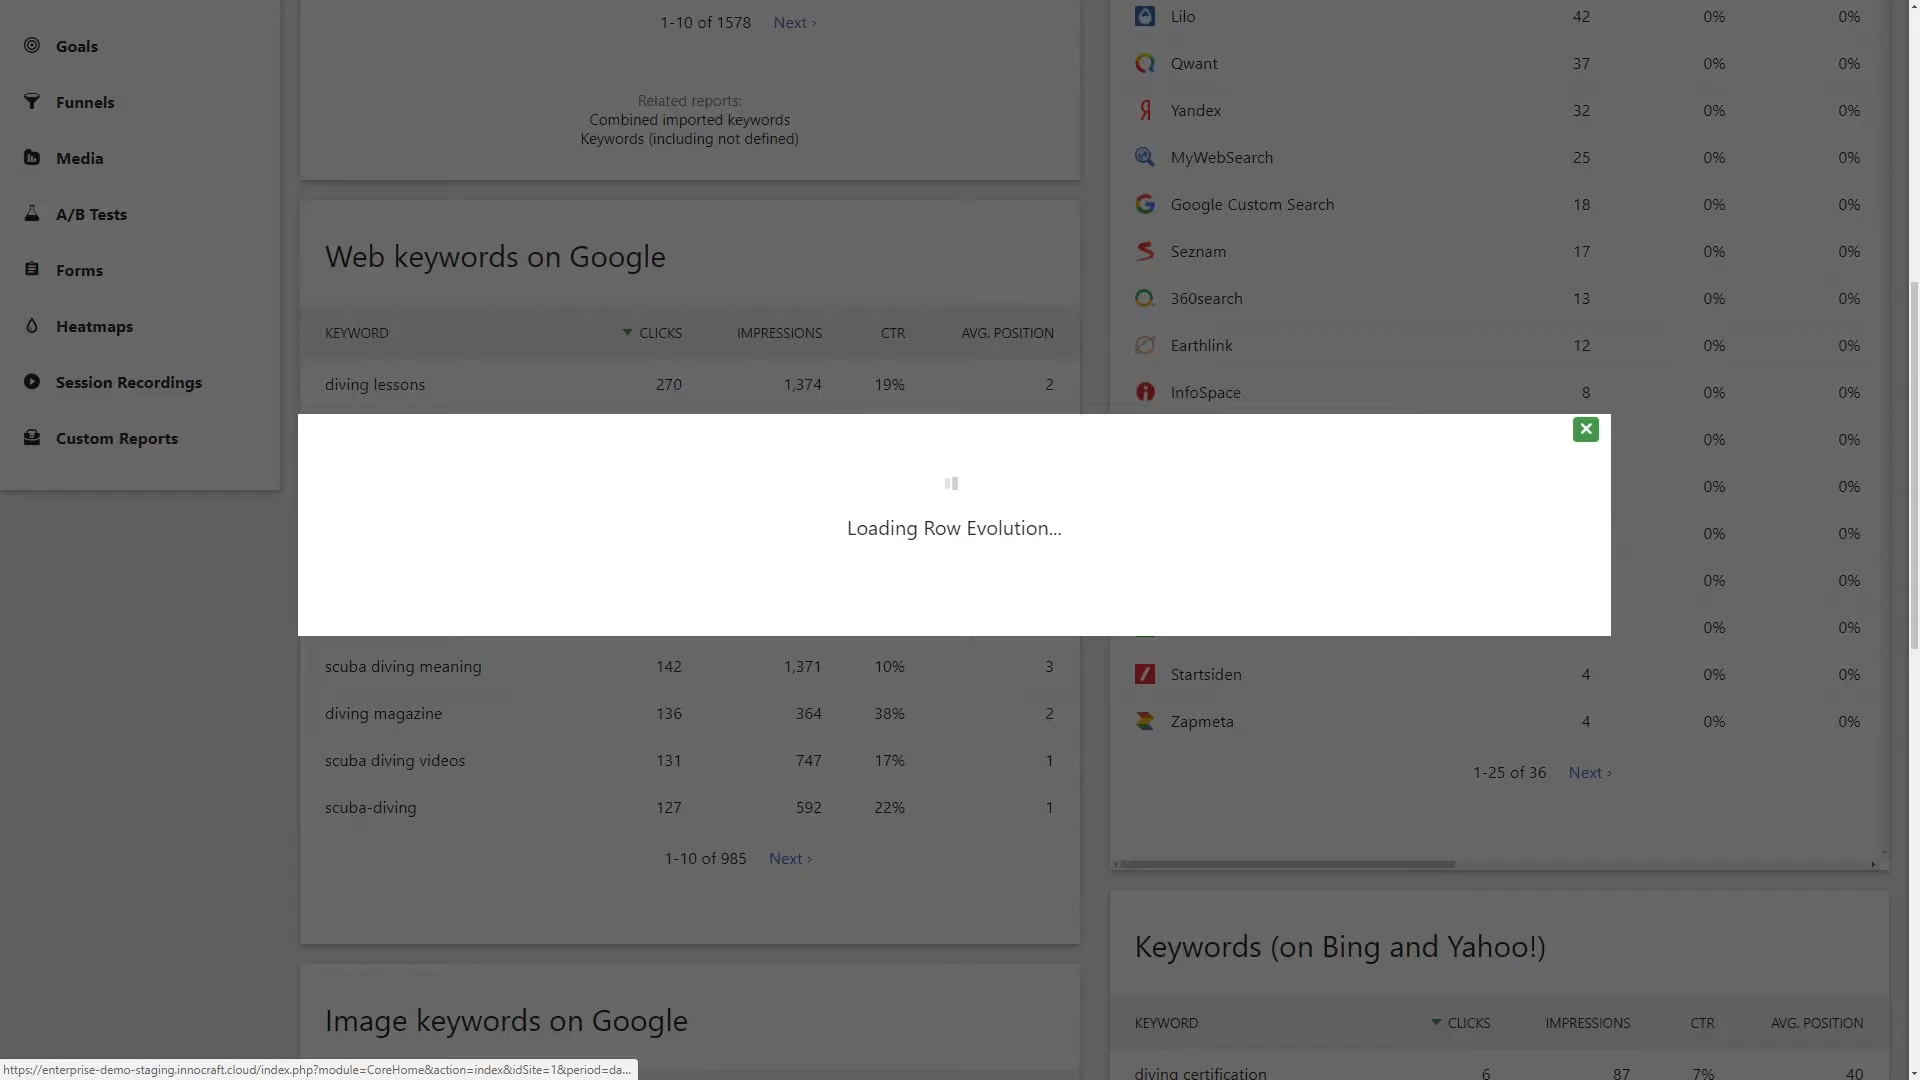 Goals
Funnels
Media
A/B Tests
Forms
Heatmaps
Session Recordings
Custom Reports
1-10 of 1578 Next ›
Related reports:
Combined imported keywords
Keywords (including not defined)
Web keywords on Google
KEYWORD CLICKS IMPRESSIONS CTR AVG. POSITION
diving lessons 270 1,374 19% 2
Loading Row Evolution...
scuba diving meaning 142 1,371 10% 3
diving magazine 136 364 38% 2
scuba diving videos 131 747 17% 1
scuba-diving 127 592 22% 1
1-10 of 985 Next ›
Image keywords on Google
Lilo 42 0% 0%
Qwant 37 0% 0%
Yandex 32 0% 0%
MyWebSearch 25 0% 0%
Google Custom Search 18 0% 0%
Seznam 17 0% 0%
360search 13 0% 0%
Earthlink 12 0% 0%
InfoSpace 8 0% 0%
0% 0%
0% 0%
0% 0%
0% 0%
0% 0%
Startsiden 4 0% 0%
Zapmeta 4 0% 0%
1-25 of 36 Next ›
Keywords (on Bing and Yahoo!)
KEYWORD CLICKS IMPRESSIONS CTR AVG. POSITION
diving certification 6 87 7% 40
https://enterprise-demo-staging.innocraft.cloud/index.php?module=CoreHome&action=index&idSite=1&period=da...